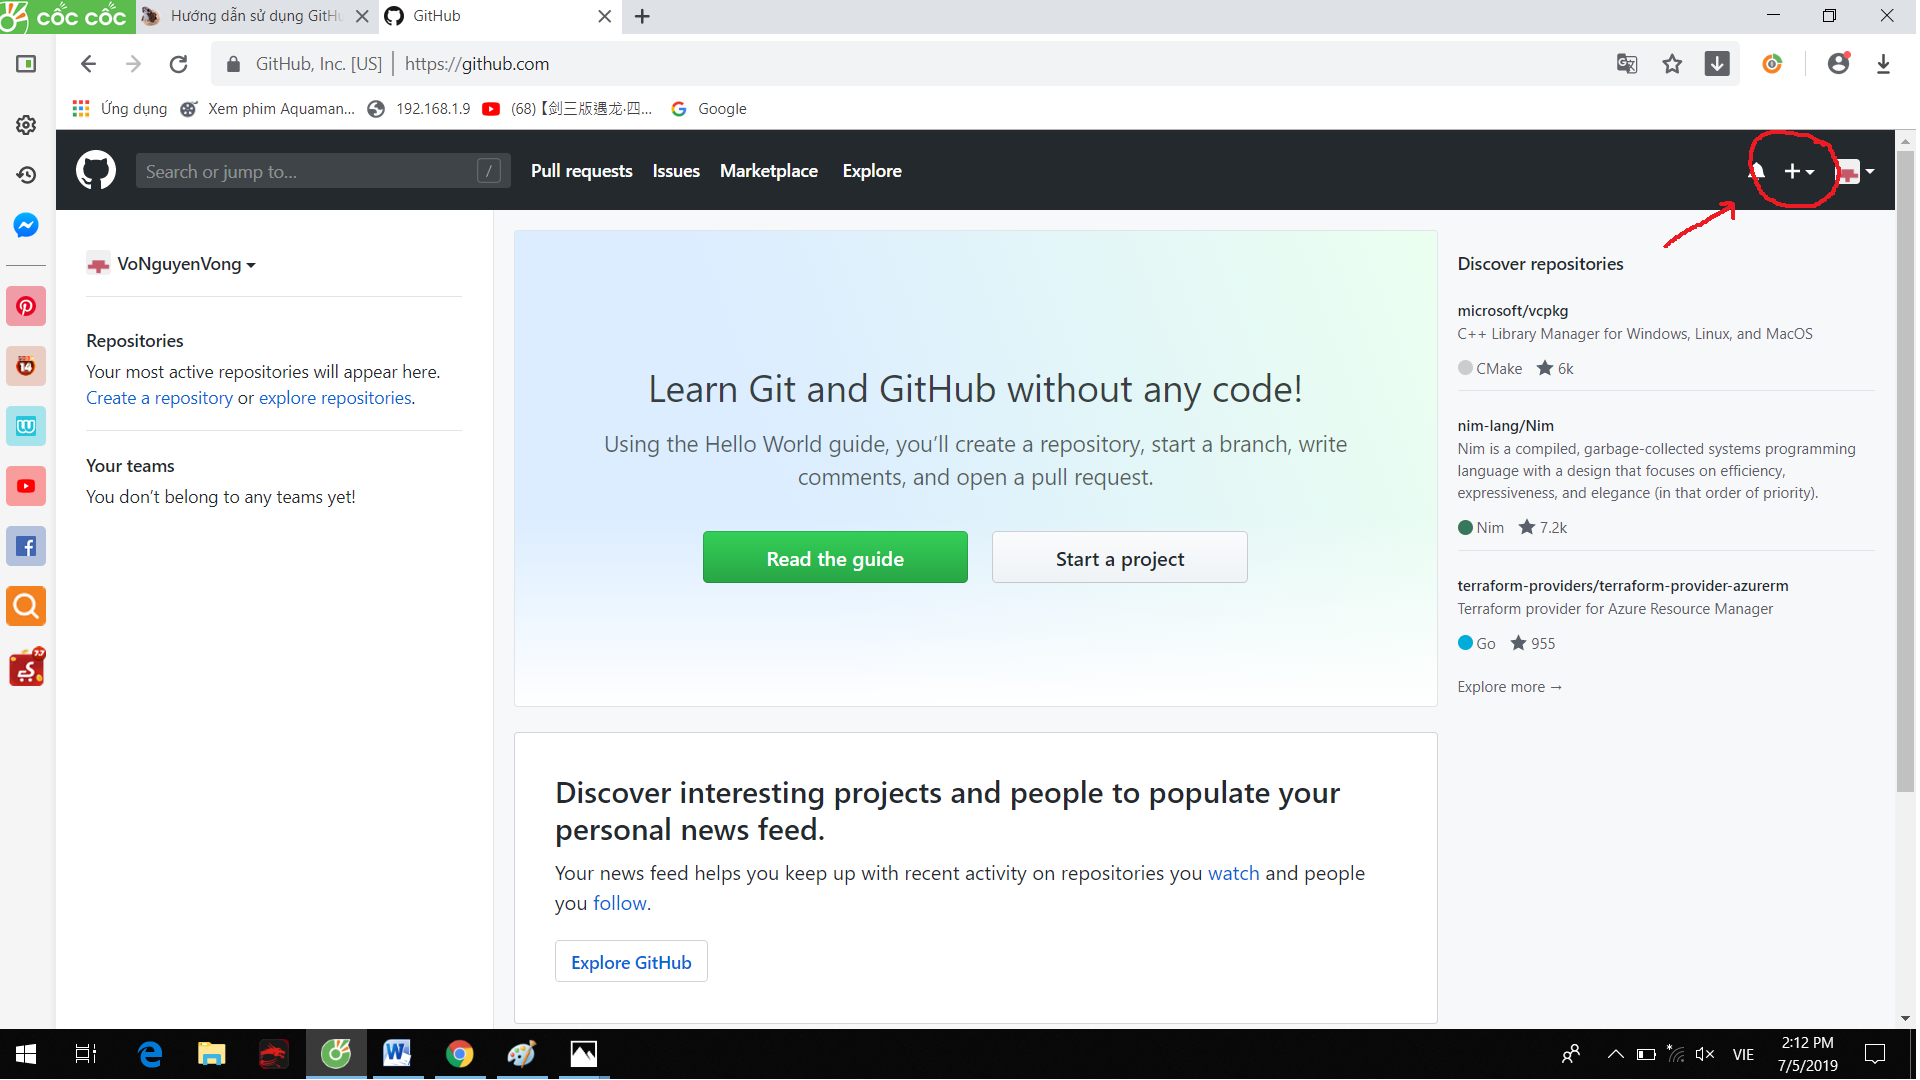 cốc cốc
Hướng dẫn sử dụng GitHu
GitHub
GitHub, Inc. [US]
https://github.com
Ứng dụng
Xem phim Aquaman...
192.168.1.9
(68)【剑三版遇龙·四...
Google
Search or jump to...
/
Pull requests
Issues
Marketplace
Explore
VoNguyenVong
Repositories
Your most active repositories will appear here.
Create a repository or explore repositories.
Your teams
You don’t belong to any teams yet!
Learn Git and GitHub without any code!
Using the Hello World guide, you’ll create a repository, start a branch, write
comments, and open a pull request.
Read the guide
Start a project
Discover interesting projects and people to populate your
personal news feed.
Your news feed helps you keep up with recent activity on repositories you watch and people
you follow.
Explore GitHub
Discover repositories
microsoft/vcpkg
C++ Library Manager for Windows, Linux, and MacOS
CMake
6k
nim-lang/Nim
Nim is a compiled, garbage-collected systems programming
language with a design that focuses on efficiency,
expressiveness, and elegance (in that order of priority).
Nim
7.2k
terraform-providers/terraform-provider-azurerm
Terraform provider for Azure Resource Manager
Go
955
Explore more →
14
7.7
VIE
2:12 PM
7/5/2019